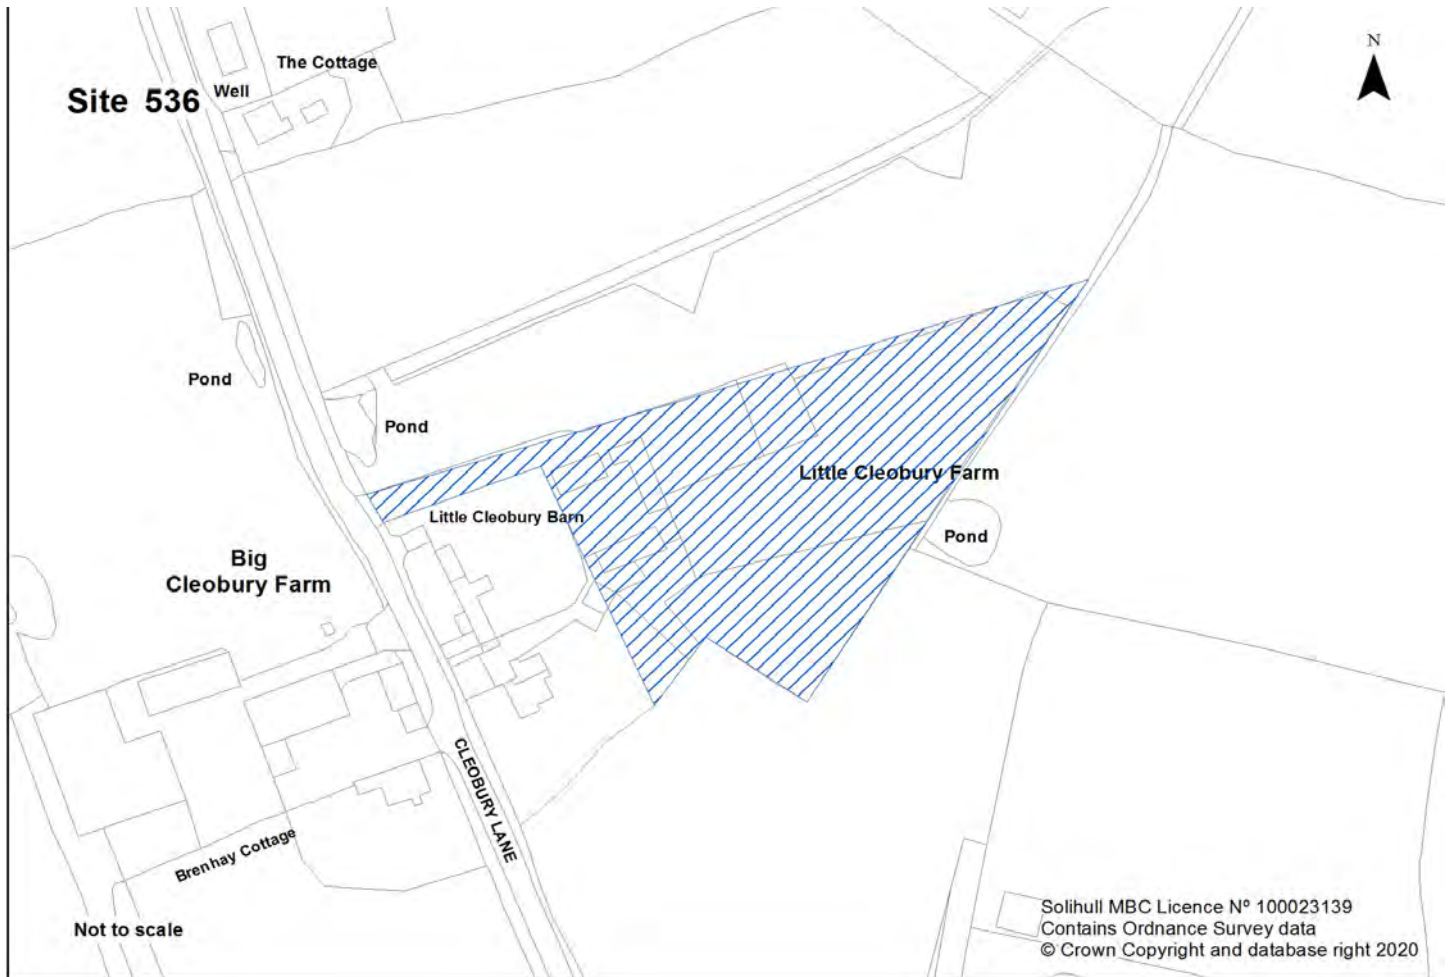 N
The Cottage
Well
Site 536
Pond
Pond
Little Cleobury Farm
Little Cleobury Barn
Pond
Big
Cleobury Farm
CLEOBURY LANE
Brenhay Cottage
Not to scale
Solihull MBC Licence Nº 100023139
Contains Ordnance Survey data
© Crown Copyright and database right 2020